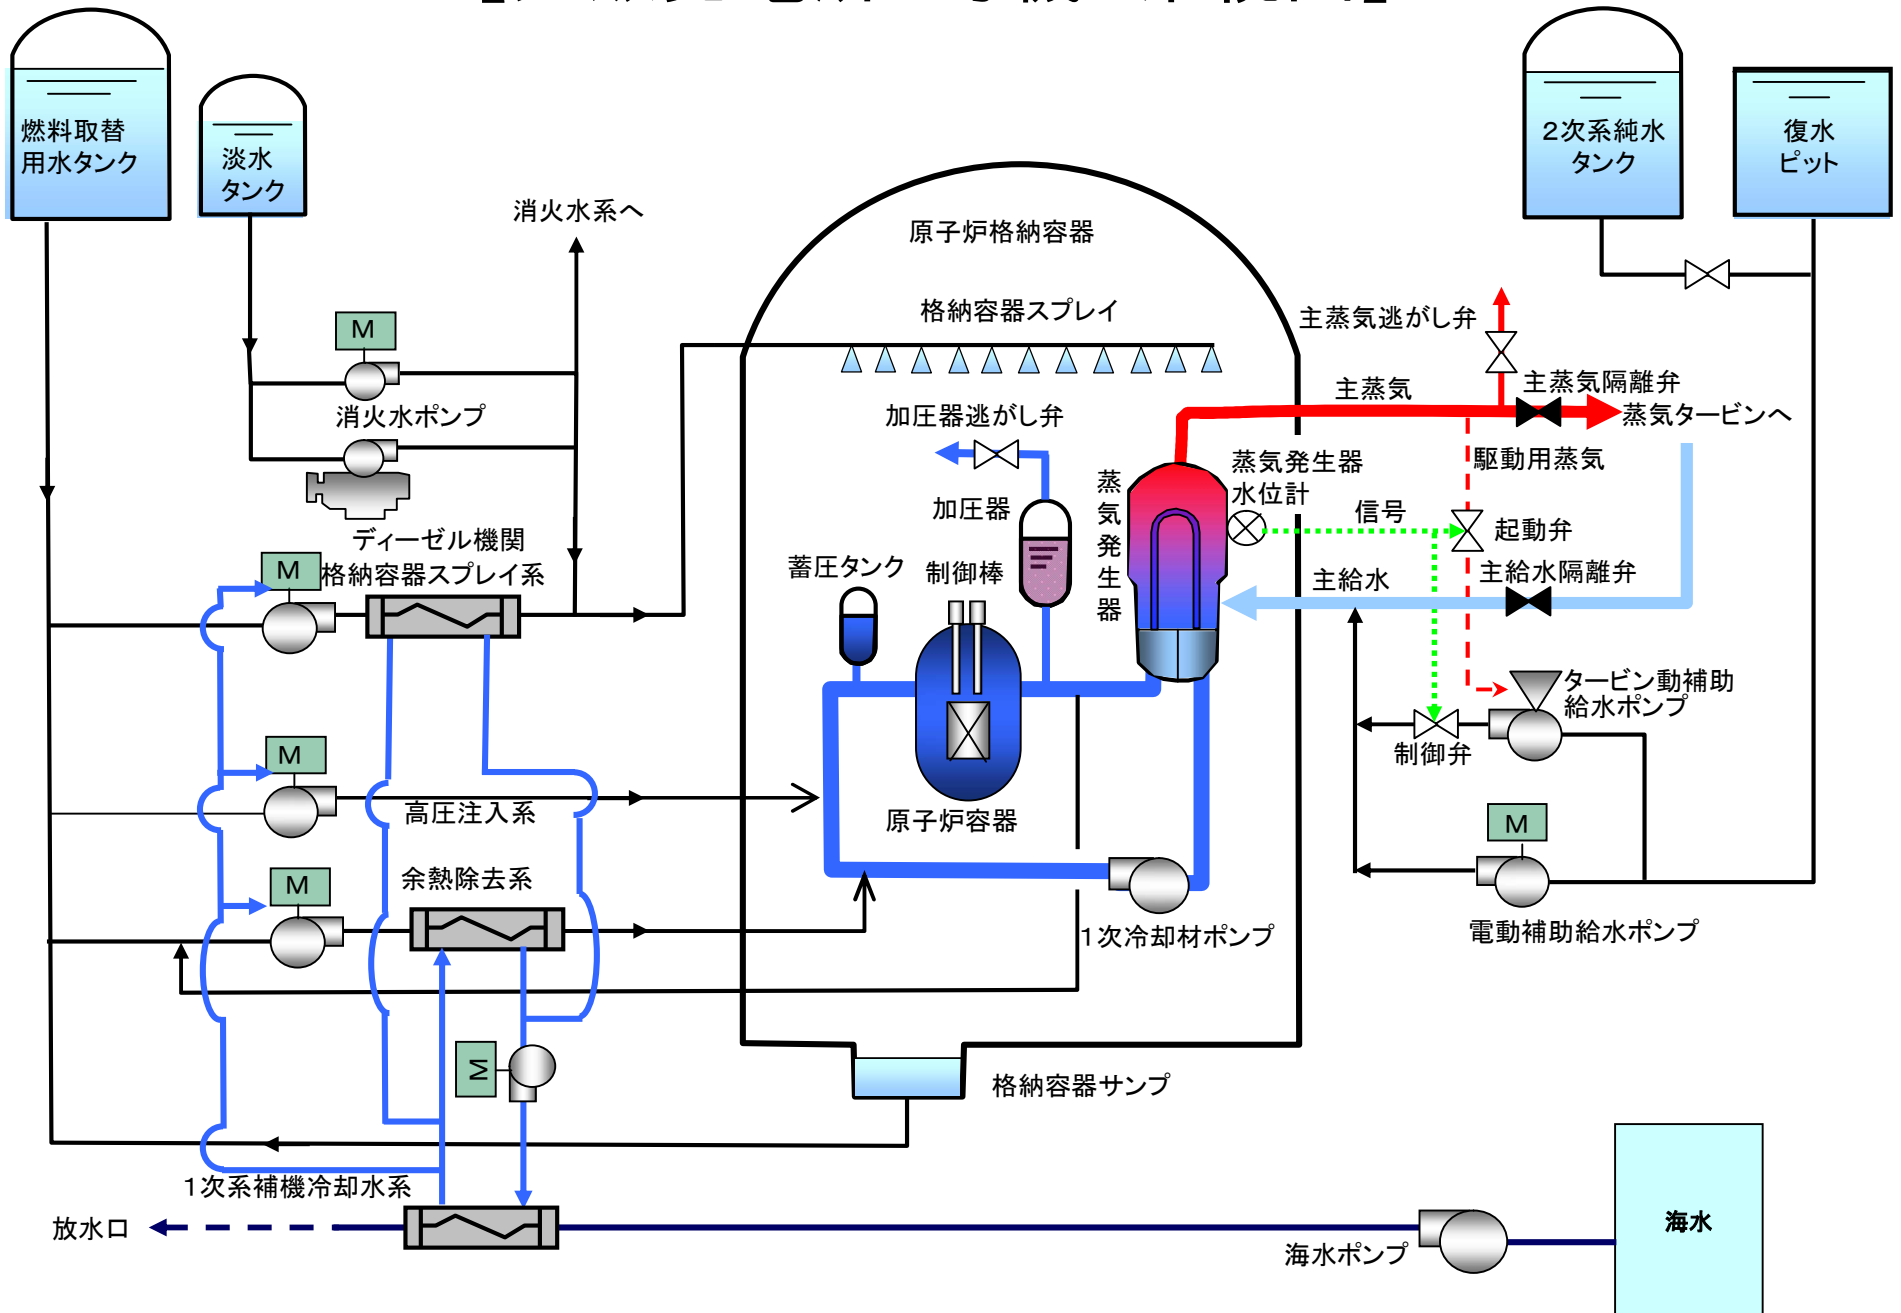 燃料取替
用水タンク
淡水
タンク
2次系純水
タンク
復水
ピット
消火水系へ
原子炉格納容器
格納容器スプレイ
主蒸気逃がし弁
M
主蒸気
主蒸気隔離弁
消火水ポンプ
加圧器逃がし弁
蒸気タービンへ
蒸気発生器
水位計
駆動用蒸気
蒸気発生器
加圧器
信号
起動弁
ディーゼル機関
M
格納容器スプレイ系
蓄圧タンク
制御棒
主給水
主給水隔離弁
タービン動補助
給水ポンプ
M
制御弁
高圧注入系
原子炉容器
M
余熱除去系
M
1次冷却材ポンプ
電動補助給水ポンプ
M
格納容器サンプ
1次系補機冷却水系
放水口
海水
海水ポンプ